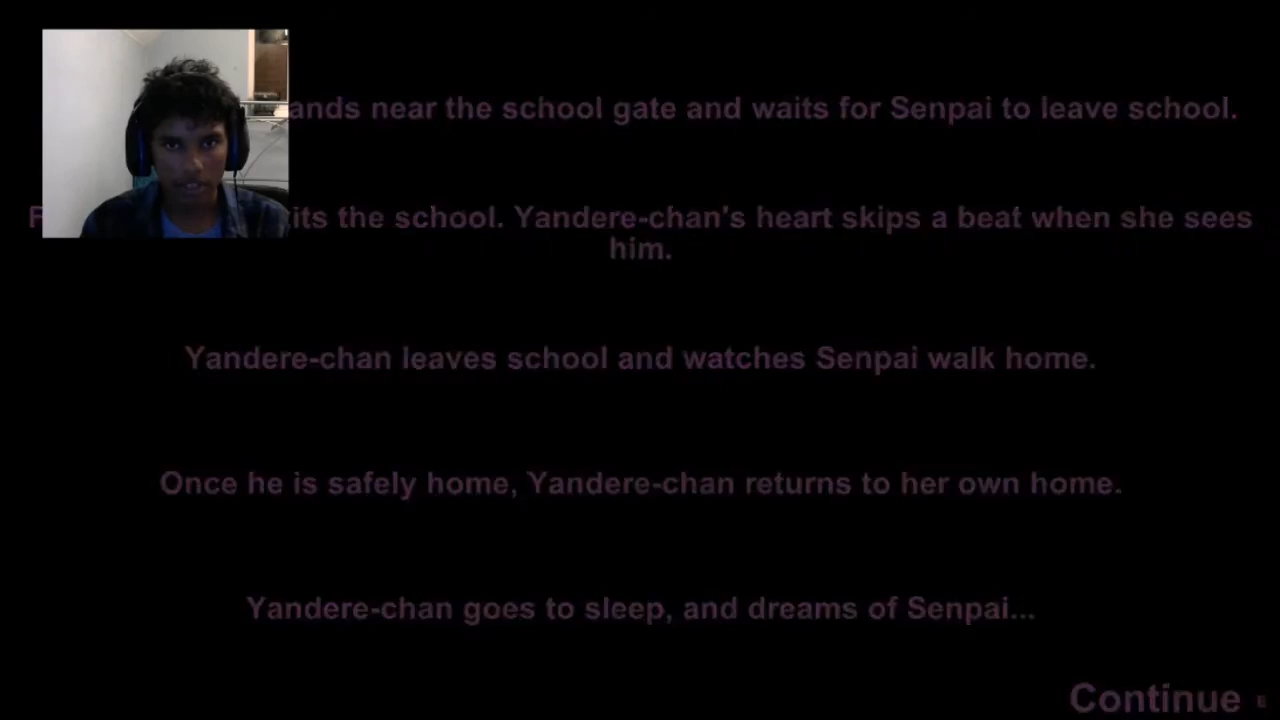 ands near the school gate and waits for Senpai to leave school.
F its the school. Yandere-chan's heart skips a beat when she sees
him.
Yandere-chan leaves school and watches Senpai walk home.
Once he is safely home, Yandere-chan returns to her own home.
Yandere-chan goes to sleep, and dreams of Senpai...
Continue E